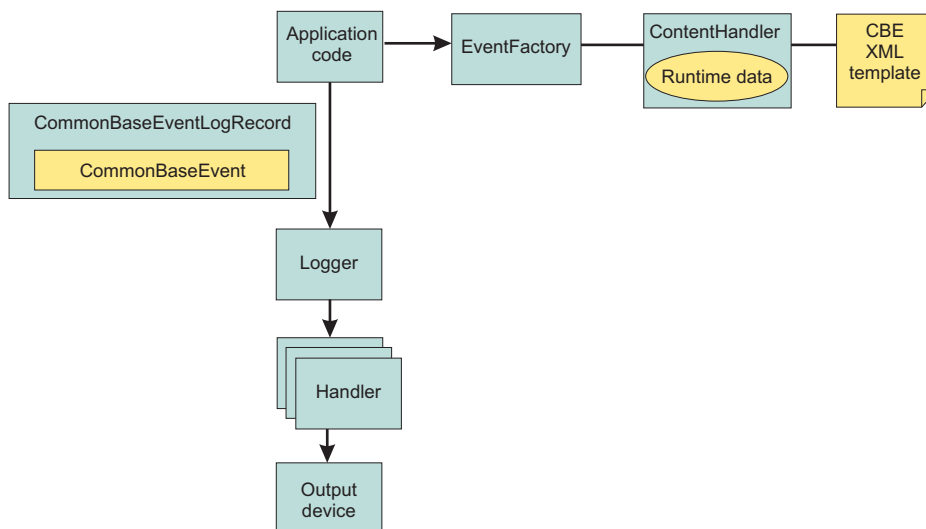 Application
code
EventFactory
ContentHandler
Runtime data
CBE
XML
template
CommonBaseEventLogRecord
CommonBaseEvent
Logger
Handler
Output
device